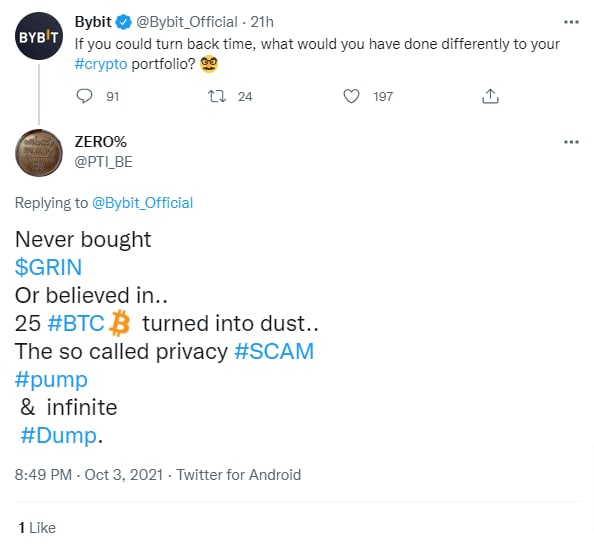 BYBIT
Bybit @Bybit_Official · 21h
If you could turn back time, what would you have done differently to your
#crypto portfolio?
91 24 197
ZERO%
@PTI_BE
Replying to @Bybit_Official
Never bought
$GRIN
Or believed in..
25 #BTC turned into dust..
The so called privacy #SCAM
#pump
& infinite
#Dump.
8:49 PM · Oct 3, 2021 · Twitter for Android
1 Like